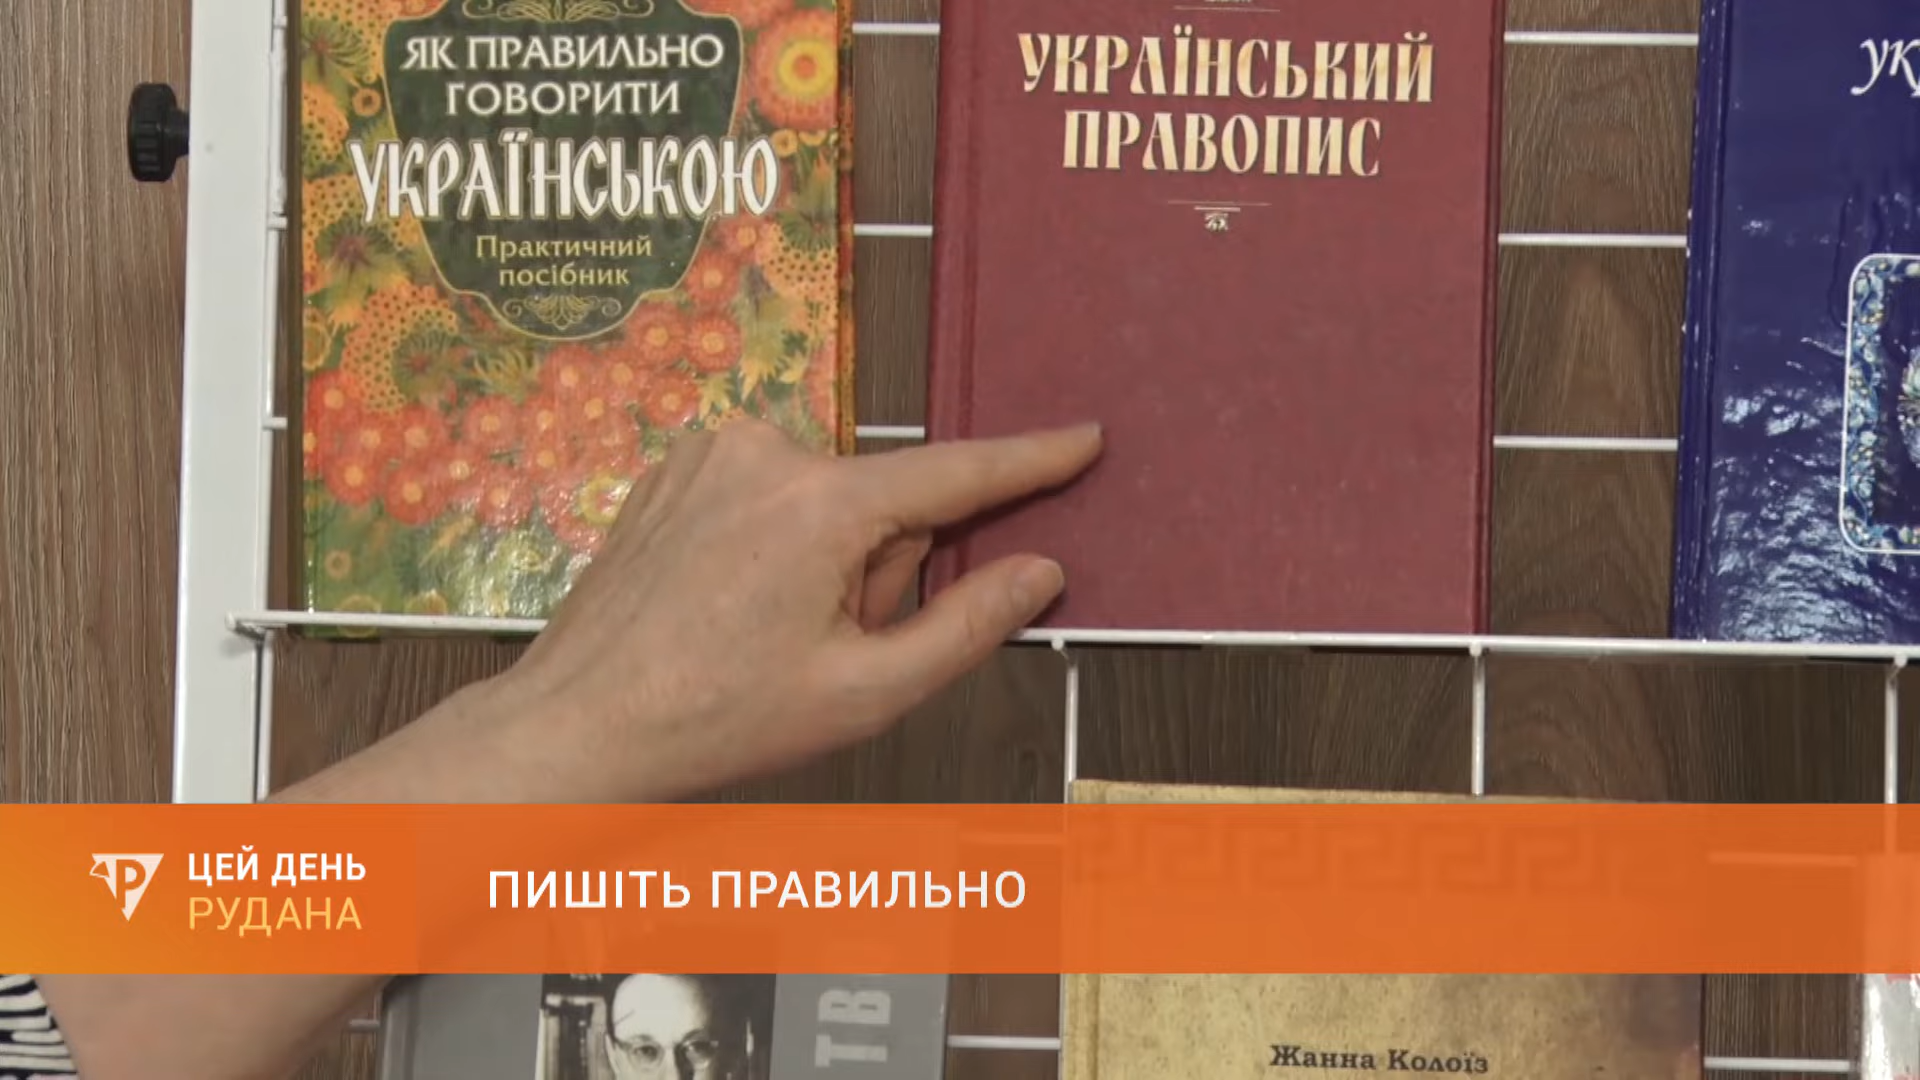 ЯК ПРАВИЛЬНО
ГОВОРИТИ
УКРАЇНСЬКОЮ
Практичний
посібник
УКРАЇНСЬКИЙ
ПРАВОПИС
ЦЕЙ ДЕНЬ
РУДАНА
ПИШІТЬ ПРАВИЛЬНО
Жанна Колоїз